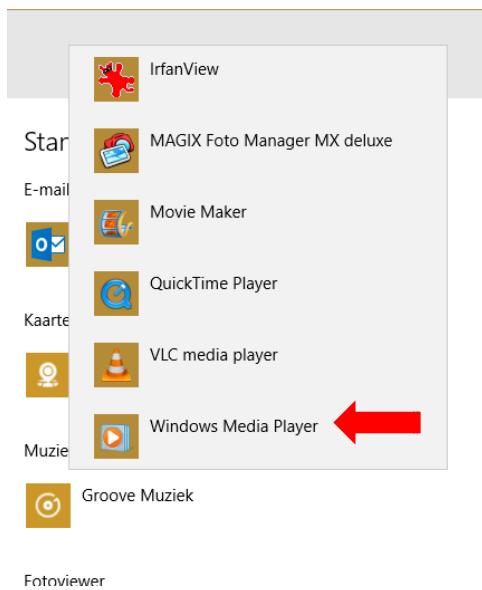 IrfanView
Star
MAGIX Foto Manager MX deluxe
E-mail
Movie Maker
QuickTime Player
Kaarte
VLC media player
Windows Media Player
Muzie
Groove Muziek
Fotoviewer